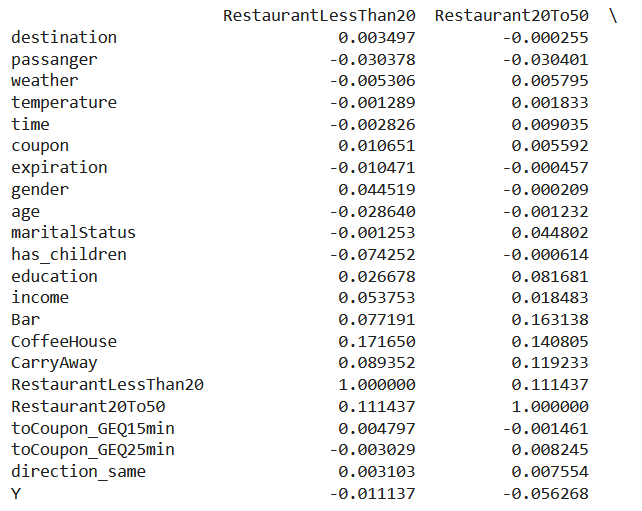 RestaurantLessThan20 Restaurant20To50 \
destination 0.003497 -0.000255
passanger -0.030378 -0.030401
weather -0.005306 0.005795
temperature -0.001289 0.001833
time -0.002826 0.009035
coupon 0.010651 0.005592
expiration -0.010471 -0.000457
gender 0.044519 -0.000209
age -0.028640 -0.001232
maritalStatus -0.001253 0.044802
has_children -0.074252 -0.000614
education 0.026678 0.081681
income 0.053753 0.018483
Bar 0.077191 0.163138
CoffeeHouse 0.171650 0.140805
CarryAway 0.089352 0.119233
RestaurantLessThan20 1.000000 0.111437
Restaurant20To50 0.111437 1.000000
toCoupon_GEQ15min 0.004797 -0.001461
toCoupon_GEQ25min -0.003029 0.008245
direction_same 0.003103 0.007554
Y -0.011137 -0.056268